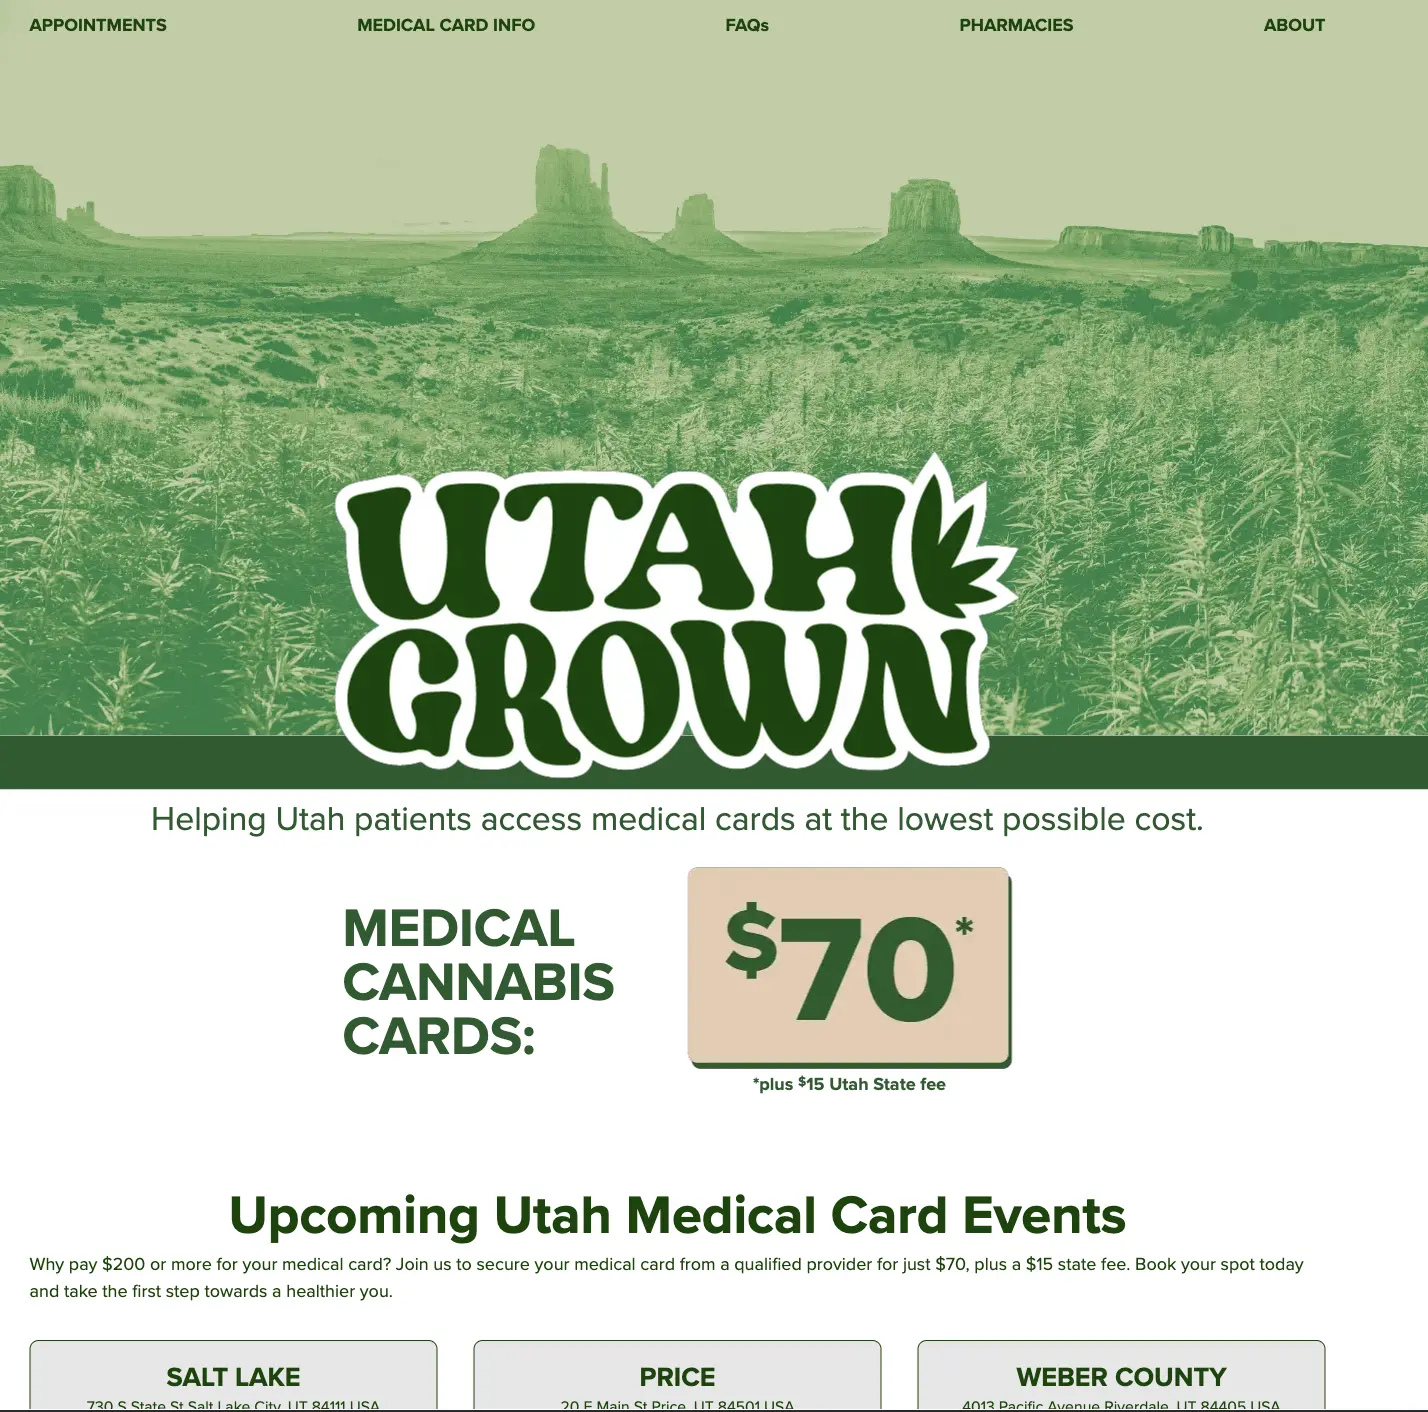 APPOINTMENTS
MEDICAL CARD INFO
FAQs
PHARMACIES
ABOUT
UTAH
GROWN
Helping Utah patients access medical cards at the lowest possible cost.
MEDICAL
CANNABIS
CARDS:
$70*
*plus $15 Utah State fee
Upcoming Utah Medical Card Events
Why pay $200 or more for your medical card? Join us to secure your medical card from a qualified provider for just $70, plus a $15 state fee. Book your spot today
and take the first step towards a healthier you.
SALT LAKE
730 S State St Salt Lake City, UT 84111 USA
PRICE
20 E Main St Price, UT 84501 USA
WEBER COUNTY
4013 Pacific Avenue Riverdale, UT 84405 USA